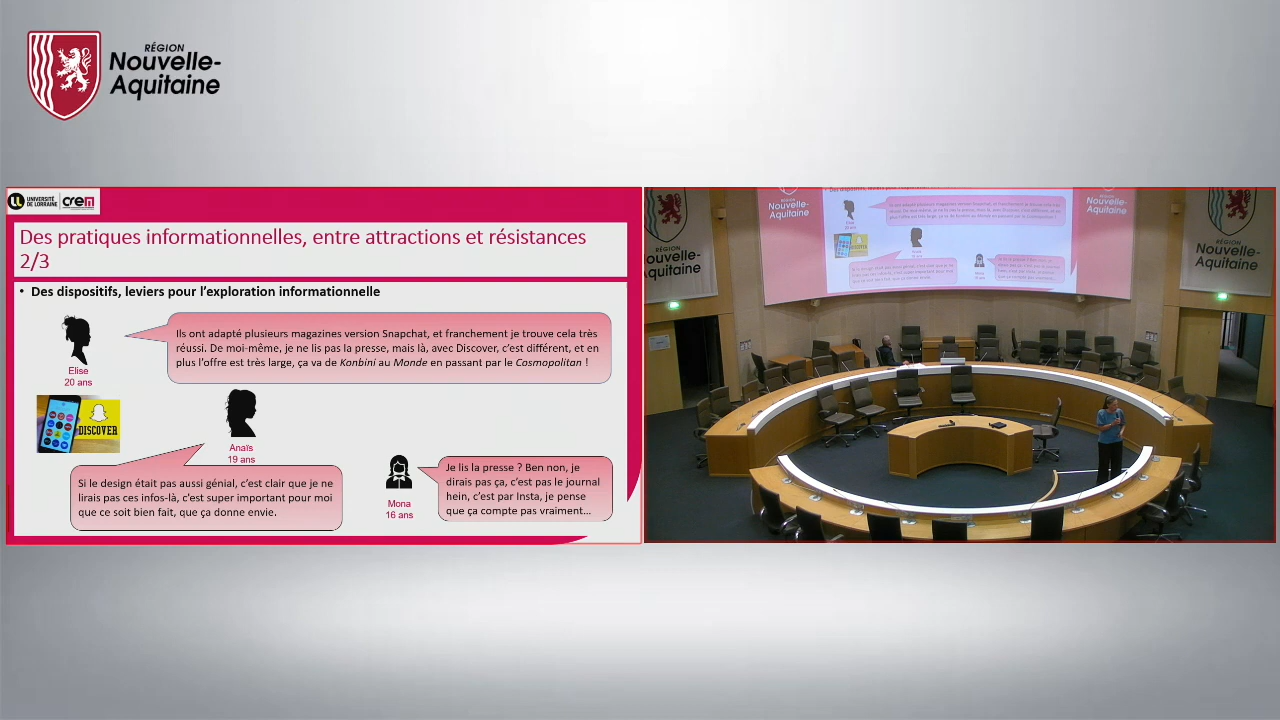 RÉGION
Nouvelle-
Aquitaine
UNIVERSITÉ
DE LORRAINE
crem
Des pratiques informationnelles, entre attractions et résistances
2/3
• Des dispositifs, leviers pour l'exploration informationnelle
Ils ont adapté plusieurs magazines version Snapchat, et franchement je trouve cela très
réussi. De moi-même, je ne lis pas la presse, mais là, avec Discover, c'est différent, et en
plus l'offre est très large, ça va de Konbini au Monde en passant par le Cosmopolitan !
Elise
20 ans
DISCOVER
Anaïs
19 ans
Si le design était pas aussi génial, c'est clair que je ne
lirais pas ces infos-là, c'est super important pour moi
que ce soit bien fait, que ça donne envie.
Mona
16 ans
Je lis la presse ? Ben non, je
dirais pas ça, c'est pas le journal
hein, c'est par Insta, je pense
que ça compte pas vraiment...
Nouvelle-
Aquitaine
RÉGION
Nouvelle-
Aquitaine